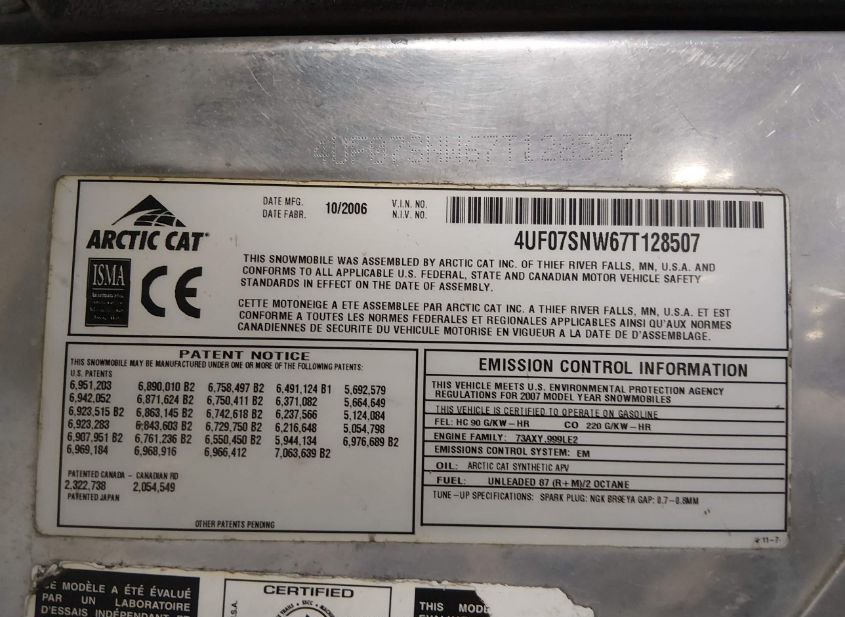 4UF07SNW67T128507
ARCTIC CAT
DATE MFG. 10/2006 V.I.N. NO.
DATE FABR. N.I.V. NO.
4UF07SNW67T128507
ISMA
CE
THIS SNOWMOBILE WAS ASSEMBLED BY ARCTIC CAT INC. OF THIEF RIVER FALLS, MN, U.S.A. AND
CONFORMS TO ALL APPLICABLE U.S. FEDERAL, STATE AND CANADIAN MOTOR VEHICLE SAFETY
STANDARDS IN EFFECT ON THE DATE OF ASSEMBLY.
CETTE MOTONEIGE A ETE ASSEMBLEE PAR ARCTIC CAT INC. A THIEF RIVER FALLS, MN, U.S.A. ET EST
CONFORME A TOUTES LES NORMES FEDERALES ET REGIONALES APPLICABLES AINSI QU'AUX NORMES
CANADIENNES DE SECURITE DU VEHICULE MOTORISE EN VIGUEUR A LA DATE DE D'ASSEMBLAGE.
PATENT NOTICE
THIS SNOWMOBILE MAY BE MANUFACTURED UNDER ONE OR MORE OF THE FOLLOWING PATENTS:
U.S. PATENTS
6,951,203 6,890,010 B2 6,758,497 B2 6,491,124 B1 5,692,579
6,942,052 6,871,624 B2 6,750,411 B2 6,371,082 5,664,649
6,923,515 B2 6,863,145 B2 6,742,618 B2 6,237,566 5,124,084
6,923,283 6,843,603 B2 6,729,750 B2 6,216,648 5,054,798
6,907,951 B2 6,761,236 B2 6,550,450 B2 5,944,134 6,976,689 B2
6,969,184 6,968,916 6,966,412 7,063,639 B2
PATENTED CANADA - CANADIAN RD
2,322,738 2,054,549
PATENTED JAPAN
OTHER PATENTS PENDING
EMISSION CONTROL INFORMATION
THIS VEHICLE MEETS U.S. ENVIRONMENTAL PROTECTION AGENCY
REGULATIONS FOR 2007 MODEL YEAR SNOWMOBILES
THIS VEHICLE IS CERTIFIED TO OPERATE ON GASOLINE
FEL: HC 90 G/KW-HR CO 220 G/KW-HR
ENGINE FAMILY: 73AXY.999LE2
EMISSIONS CONTROL SYSTEM: EM
OIL: ARCTIC CAT SYNTHETIC APV
FUEL: UNLEADED 87 (R+M)/2 OCTANE
TUNE-UP SPECIFICATIONS: SPARK PLUG: NGK BR9EYA GAP: 0.7-0.8MM
11-7
CE MODÈLE A ÉTÉ ÉVALUÉ
PAR UN LABORATOIRE
D'ESSAIS INDÉPENDANT ET
U.S.A.
CERTIFIED
THIS MODEL